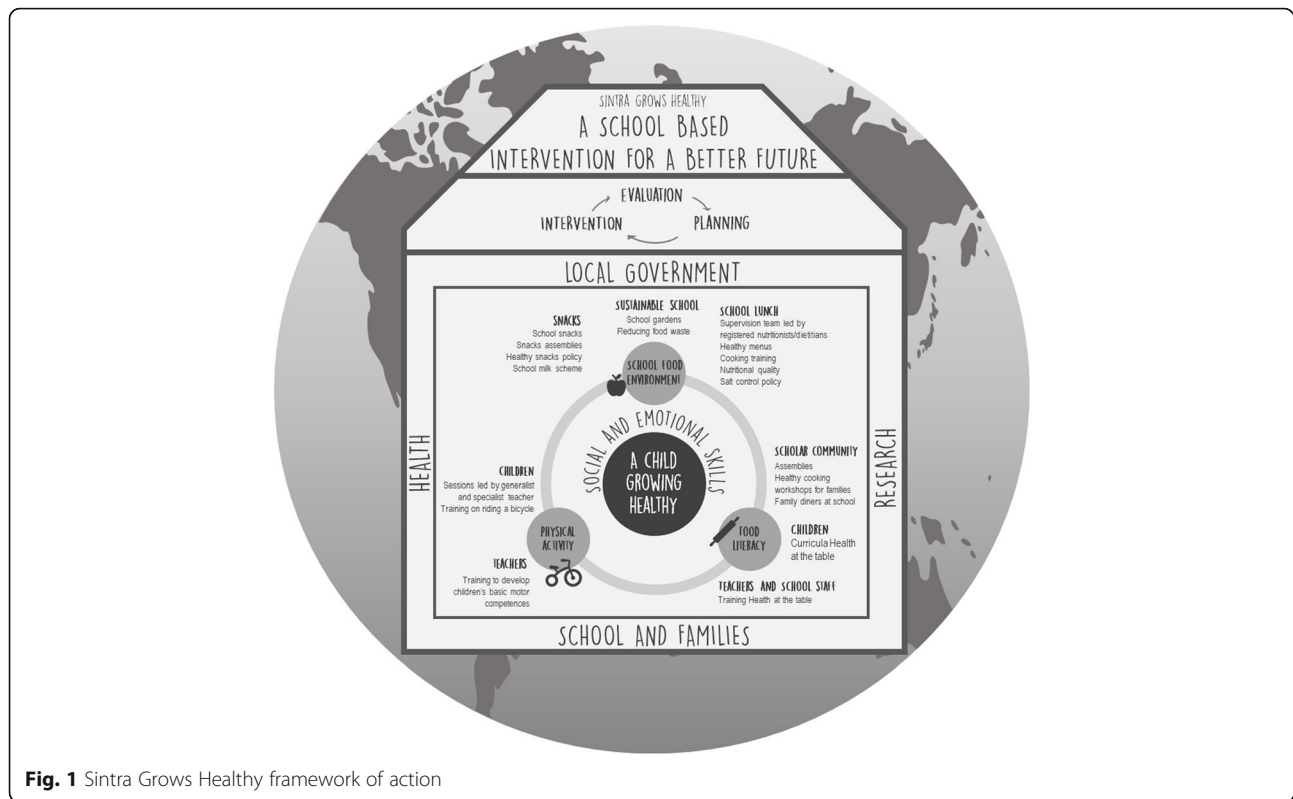 SINTRA GROWS HEALTHY
A SCHOOL BASED
INTERVENTION FOR A BETTER FUTURE
EVALUATION
INTERVENTION
PLANNING
LOCAL GOVERNMENT
SNACKS
School snacks
Snacks assemblies
Healthy snacks policy
School milk scheme
SUSTAINABLE SCHOOL
School gardens
Reducing food waste
SCHOOL LUNCH
Supervision team led by
registered nutritionists/dietitians
Healthy menus
Cooking training
Nutritional quality
Salt control policy
SCHOOL FOOD
ENVIRONMENT
SOCIAL AND EMOTIONAL SKILLS
A CHILD
GROWING
HEALTHY
HEALTH
RESEARCH
CHILDREN
Sessions led by generalist
and specialist teacher
Training on riding a bicycle
PHYSICAL
ACTIVITY
TEACHERS
Training to develop
children's basic motor
competences
SCHOLAR COMMUNITY
Assemblies
Healthy cooking
workshops for families
Family diners at school
FOOD
LITERACY
CHILDREN
Curricula Health
at the table
TEACHERS AND SCHOOL STAFF
Training Health at the table
SCHOOL AND FAMILIES
Fig. 1 Sintra Grows Healthy framework of action